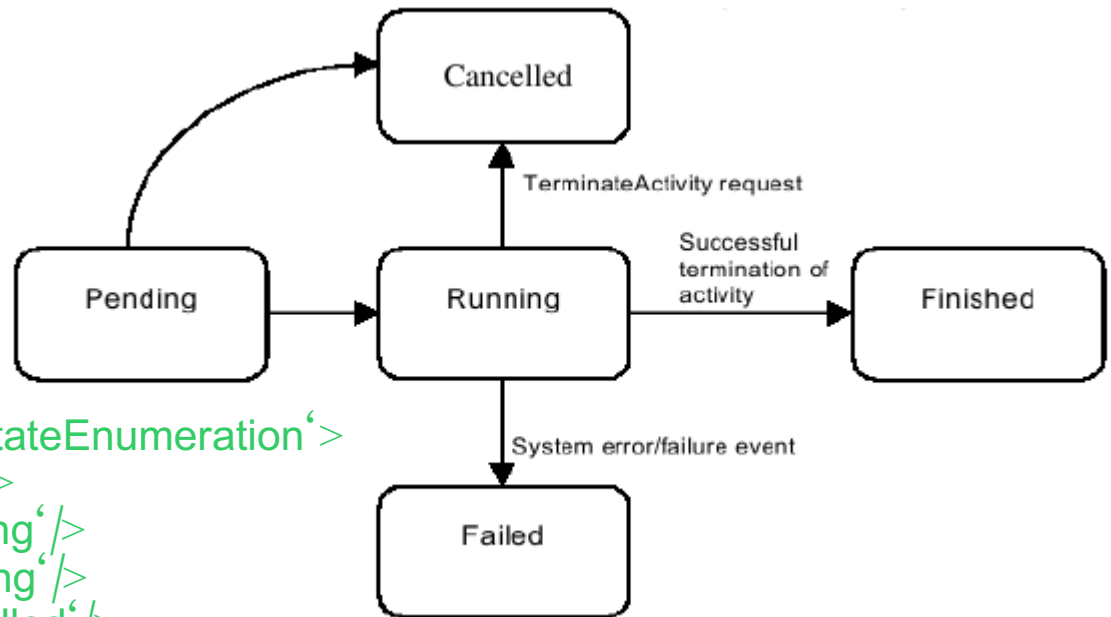 Cancelled
TerminateActivity request
Successful
termination of
activity
Pending
Running
Finished
System error/failure event
Failed
tateEnumeration‘>
>
ng‘/>
ng‘/>